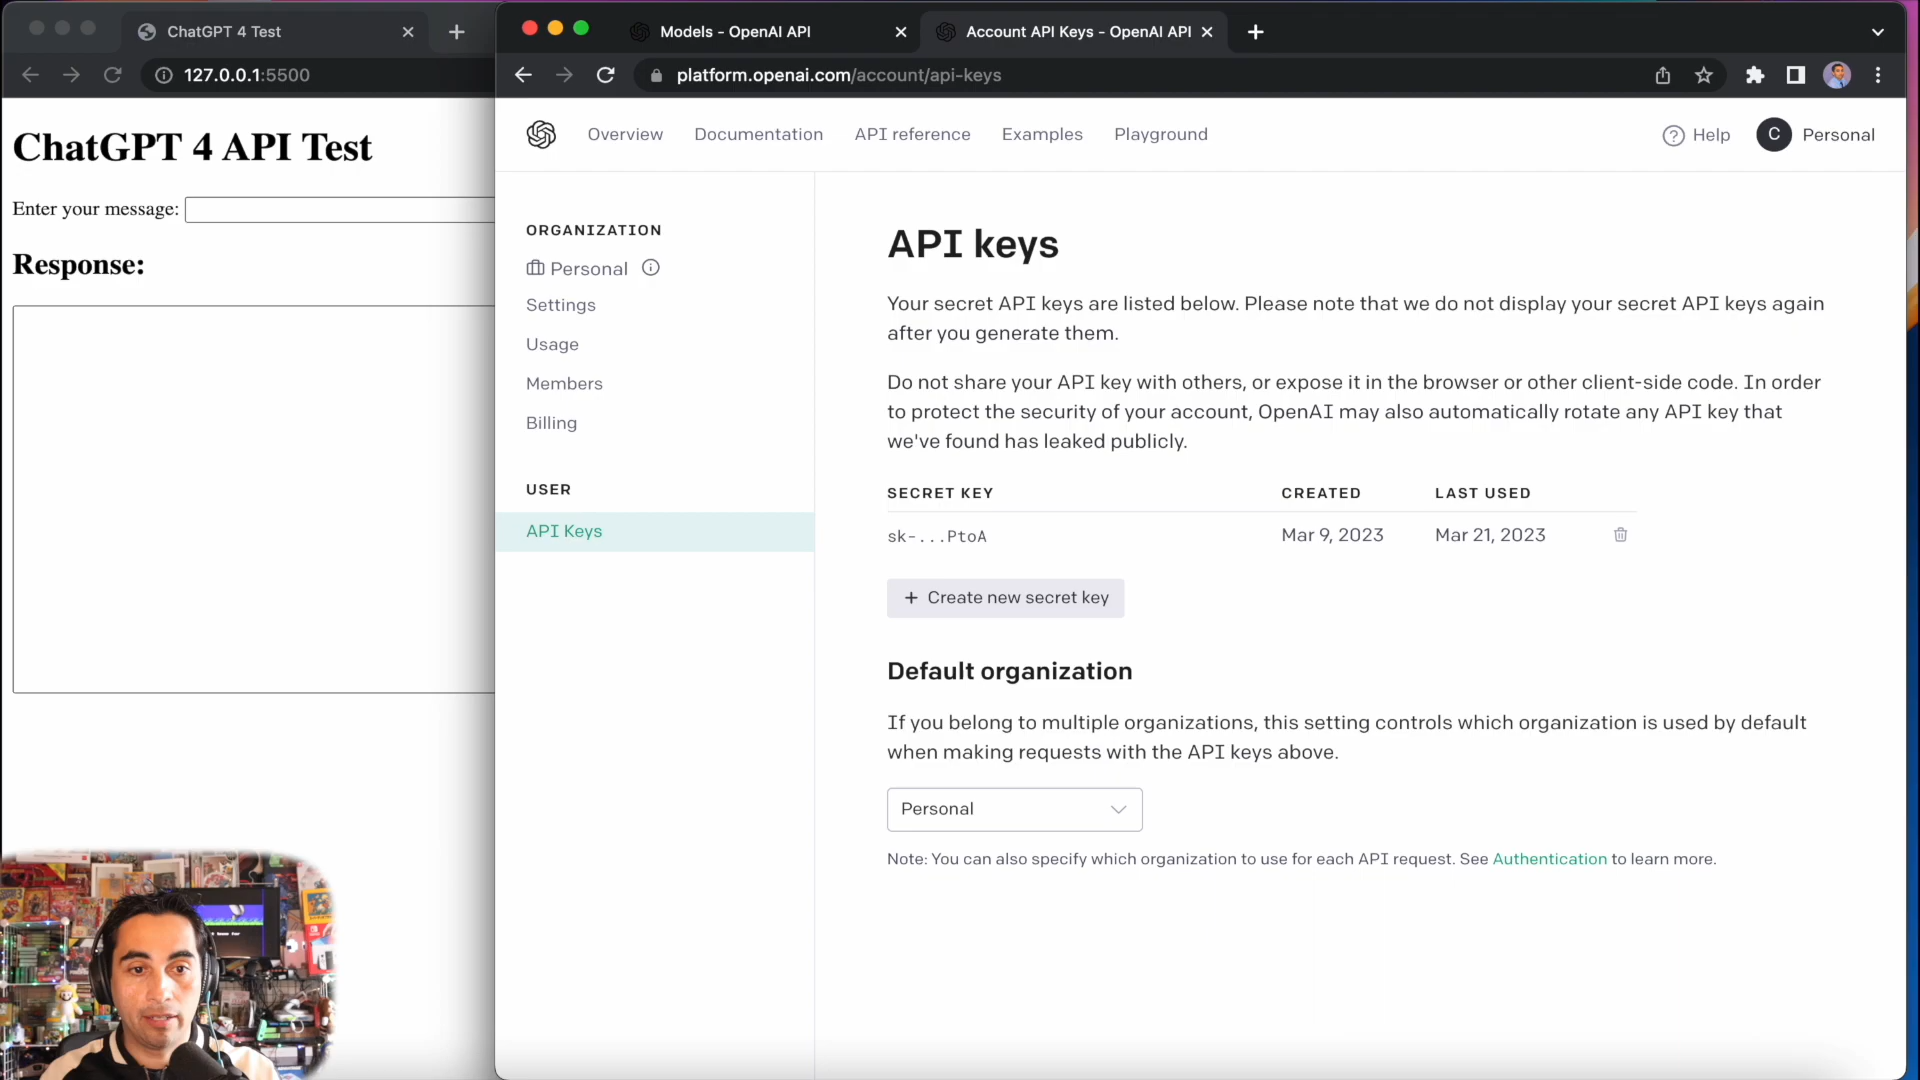 ChatGPT 4 Test
127.0.0.1:5500
ChatGPT 4 API Test
Enter your message:
Response:
Models - OpenAI API
Account API Keys - OpenAI API
platform.openai.com/account/api-keys
Overview
Documentation
API reference
Examples
Playground
Help
C
Personal
ORGANIZATION
Personal
Settings
Usage
Members
Billing
USER
API Keys
API keys
Your secret API keys are listed below. Please note that we do not display your secret API keys again
after you generate them.
Do not share your API key with others, or expose it in the browser or other client-side code. In order
to protect the security of your account, OpenAI may also automatically rotate any API key that
we've found has leaked publicly.
SECRET KEY CREATED LAST USED
sk-...PtoA Mar 9, 2023 Mar 21, 2023
+ Create new secret key
Default organization
If you belong to multiple organizations, this setting controls which organization is used by default
when making requests with the API keys above.
Personal
Note: You can also specify which organization to use for each API request. See Authentication to learn more.